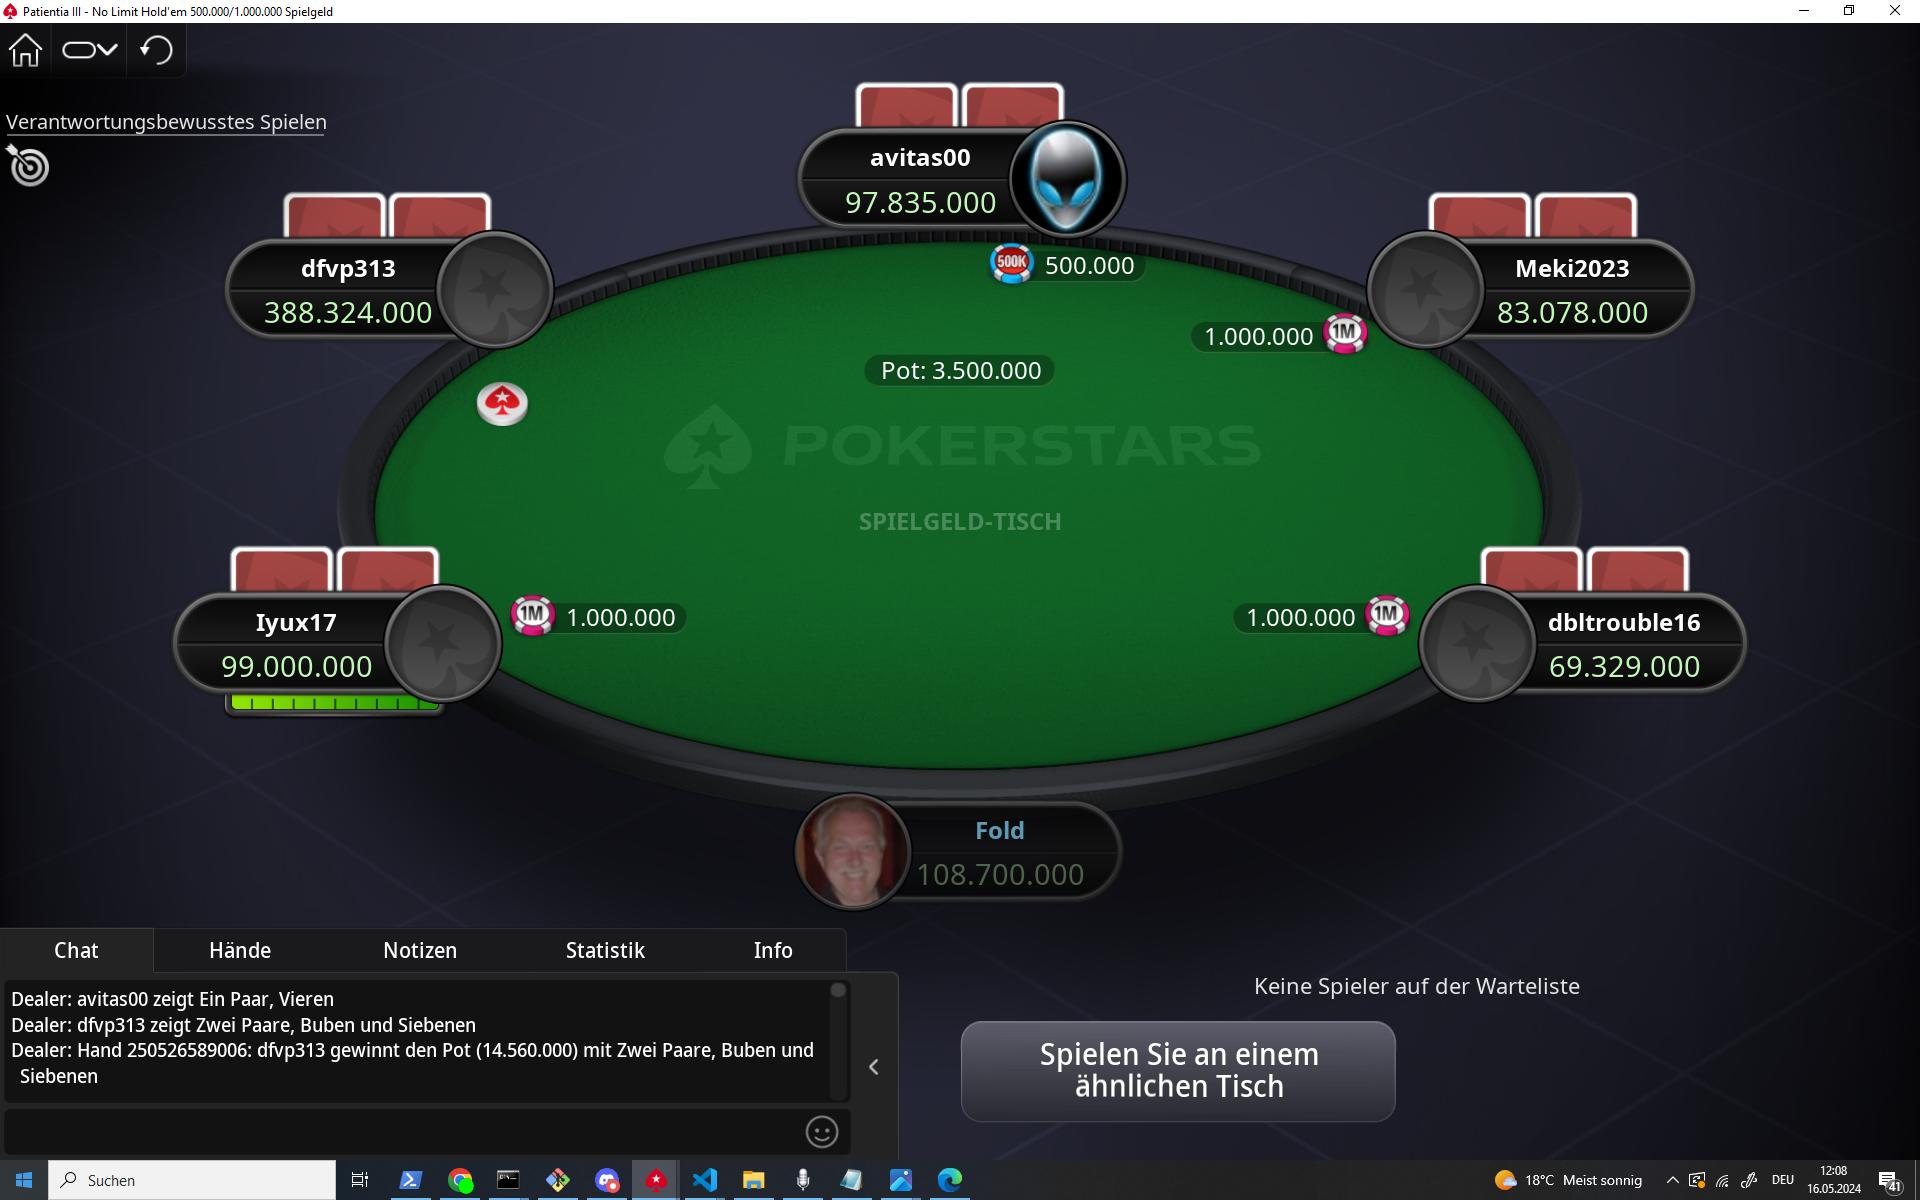 Patientia III - No Limit Hold'em 500.000/1.000.000 Spielgeld
Verantwortungsbewusstes Spielen
avitas00
97.835.000
dfvp313
388.324.000
Meki2023
83.078.000
500K 500.000
1.000.000 1M
Pot: 3.500.000
POKERSTARS
SPIELGELD-TISCH
Iyux17
99.000.000
1M 1.000.000
1.000.000 1M
dbltrouble16
69.329.000
Fold
108.700.000
Chat Hände Notizen Statistik Info
Dealer: avitas00 zeigt Ein Paar, Vieren
Dealer: dfvp313 zeigt Zwei Paare, Buben und Siebenen
Dealer: Hand 250526589006: dfvp313 gewinnt den Pot (14.560.000) mit Zwei Paare, Buben und
Siebenen
Keine Spieler auf der Warteliste
Spielen Sie an einem
ähnlichen Tisch
Suchen
18°C Meist sonnig
DEU
12:08
16.05.2024
41